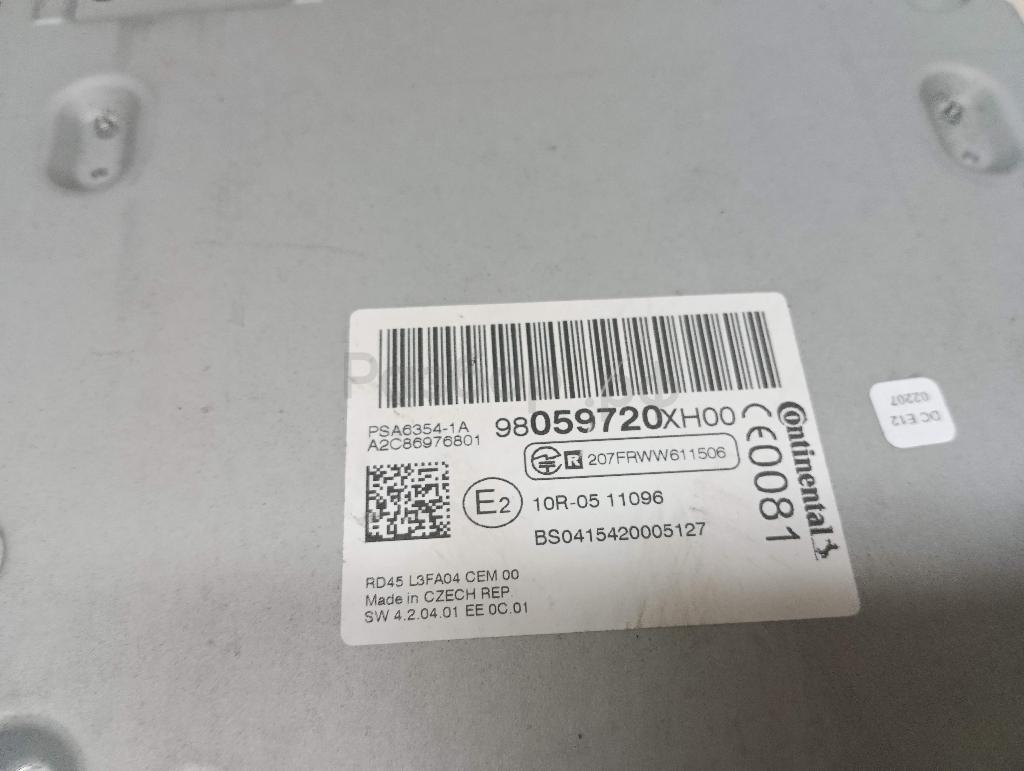 PSA6354-1A
A2C86976801
98059720XH00
R 207FRWW611506
E2
10R-05 11096
BS0415420005127
CE0081
Continental
RD45 L3FA04 CEM 00
Made in CZECH REP.
SW 4.2.04.01 EE 0C.01
DC E12
02207